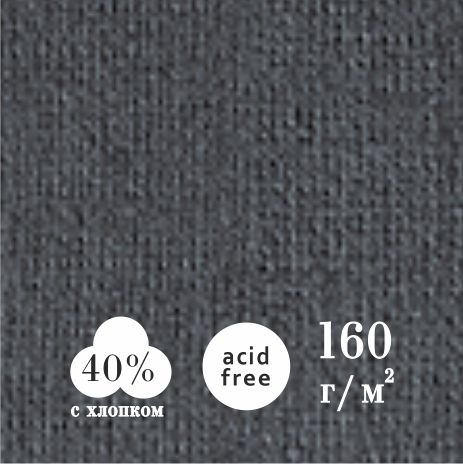 40%
с хлопком
acid
free
160
г/м²